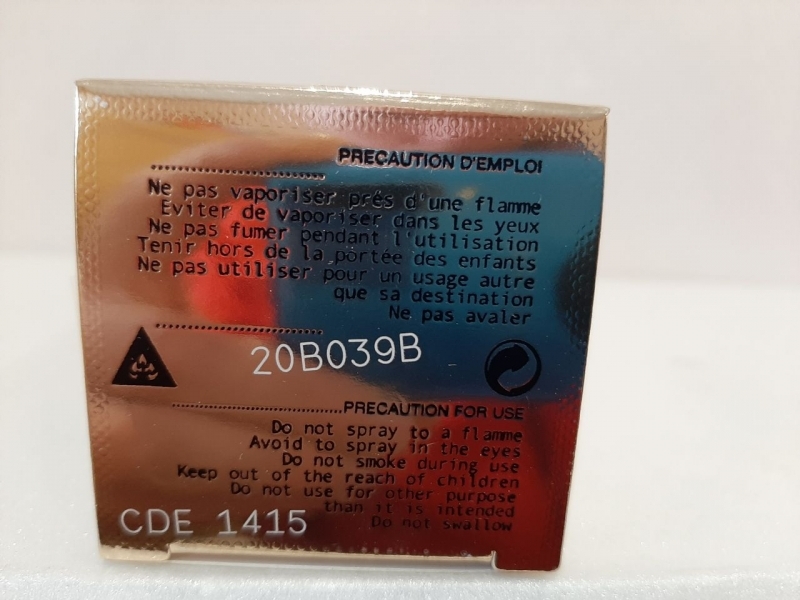 PRECAUTION D'EMPLOI
Ne pas vaporiser près d'une flamme
Eviter de vaporiser dans les yeux
Ne pas fumer pendant l'utilisation
Tenir hors de la portée des enfants
Ne pas utiliser pour un usage autre
que sa destination
Ne pas avaler
20B039B
PRECAUTION FOR USE
Do not spray to a flamme
Avoid to spray in the eyes
Do not smoke during use
Keep out of the reach of children
Do not use for other purpose
than it is intended
Do not swallow
CDE 1415